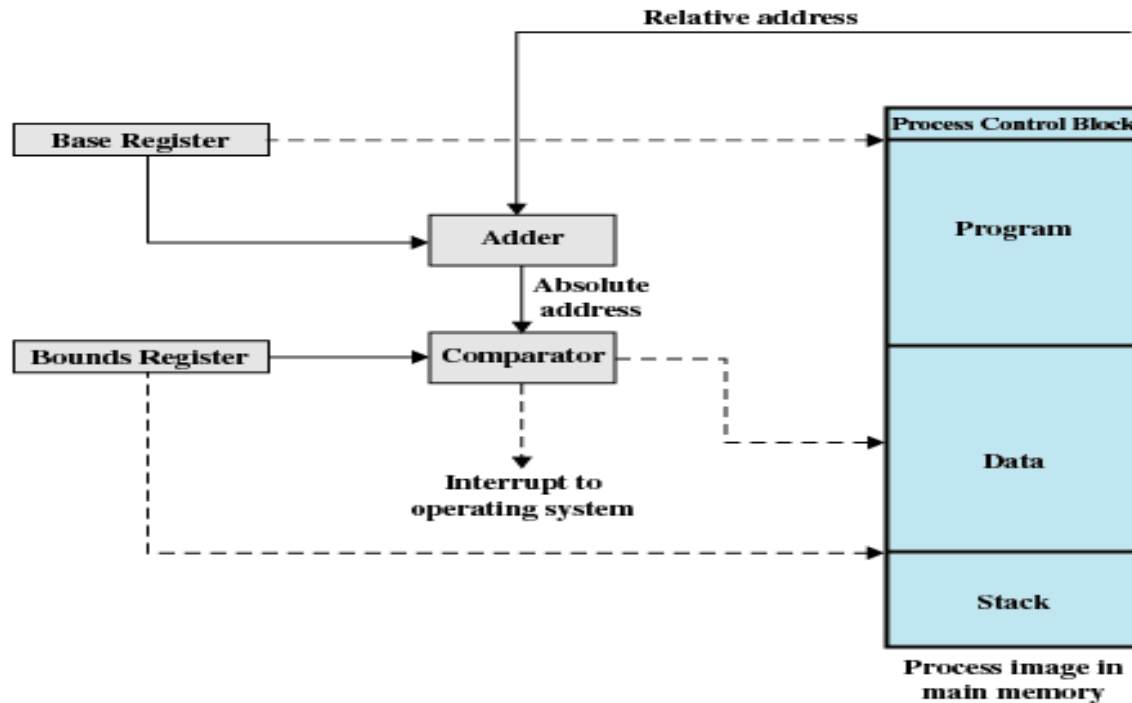 Relative address
Process Control Block
Base Register
Program
Adder
Absolute
address
Bounds Register
Comparator
Data
Interrupt to
operating system
Stack
Process image in
main memory